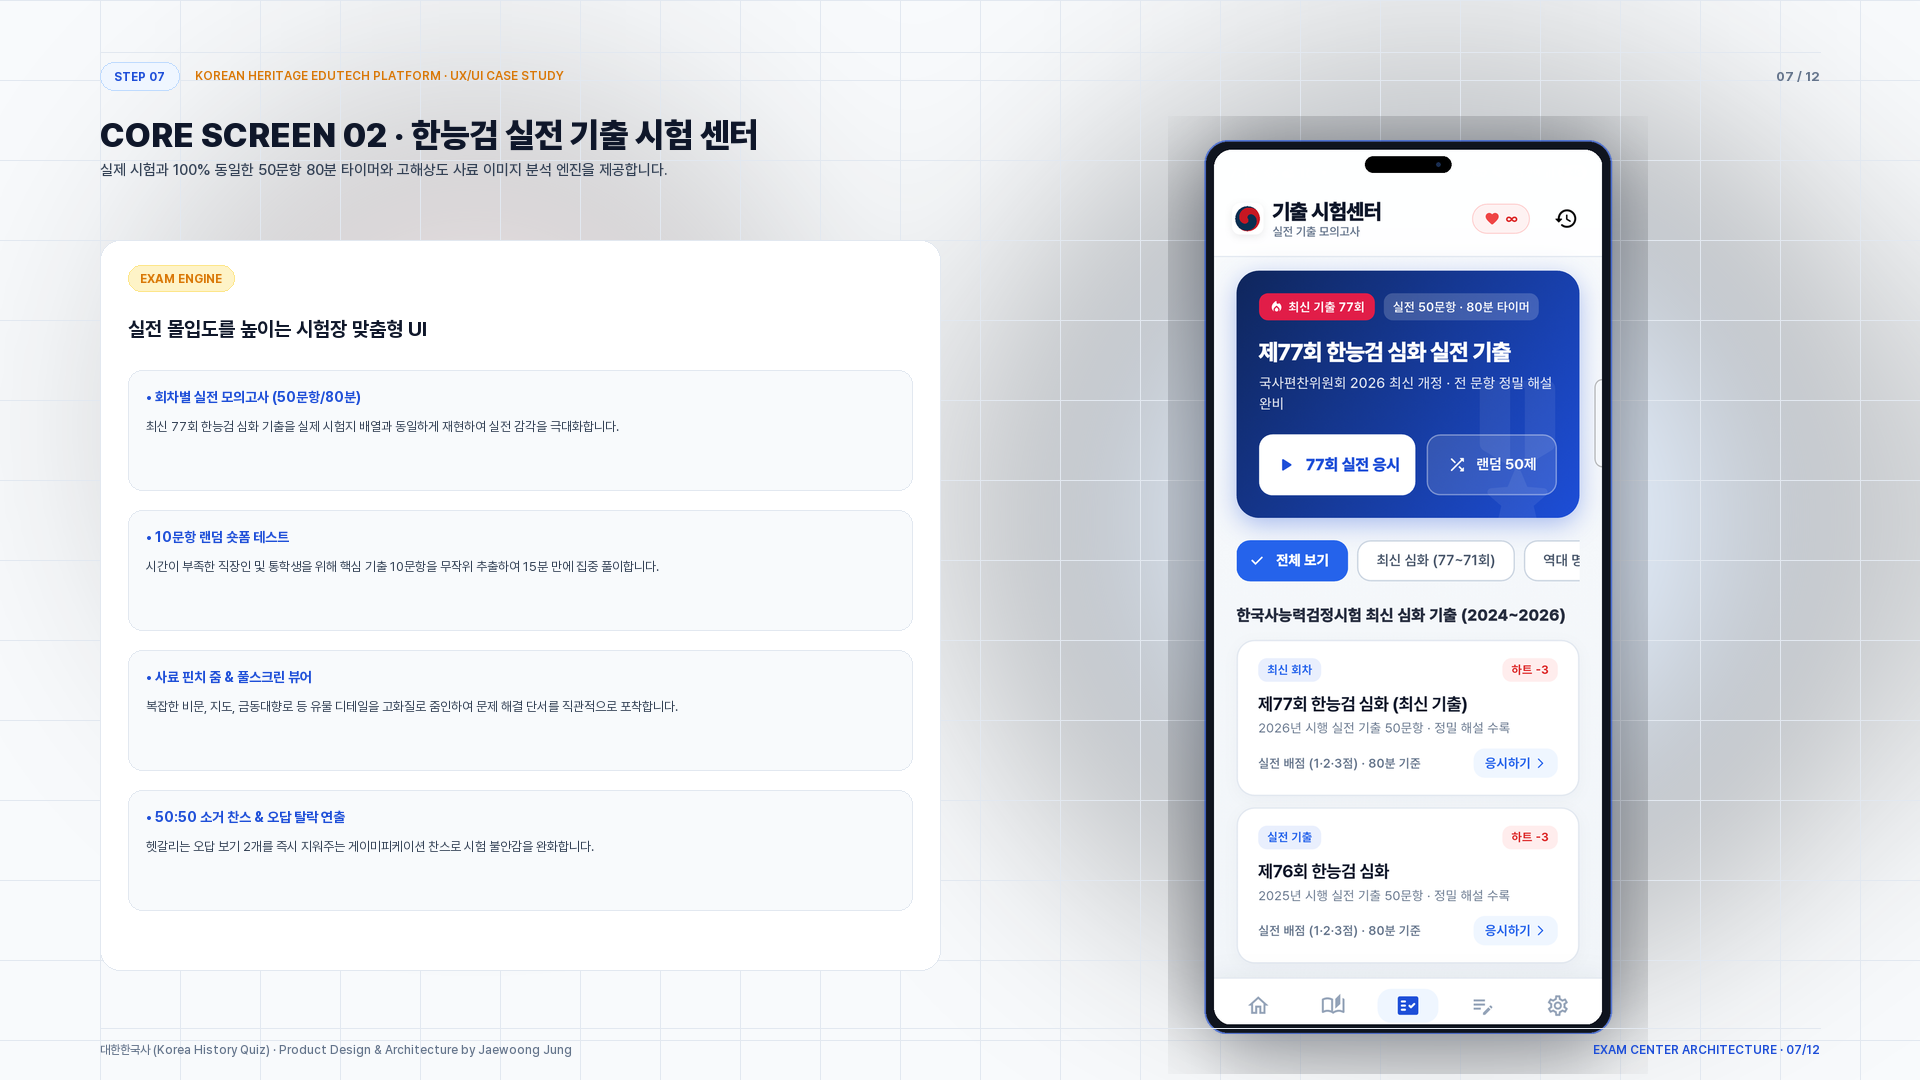 STEP 07
KOREAN HERITAGE EDUTECH PLATFORM · UX/UI CASE STUDY
07 / 12
CORE SCREEN 02 · 한능검 실전 기출 시험 센터
실제 시험과 100% 동일한 50문항 80분 타이머와 고해상도 사료 이미지 분석 엔진을 제공합니다.
EXAM ENGINE
실전 몰입도를 높이는 시험장 맞춤형 UI
• 회차별 실전 모의고사 (50문항/80분)
최신 77회 한능검 심화 기출을 실제 시험지 배열과 동일하게 재현하여 실전 감각을 극대화합니다.
• 10문항 랜덤 숏폼 테스트
시간이 부족한 직장인 및 통학생을 위해 핵심 기출 10문항을 무작위 추출하여 15분 만에 집중 풀이합니다.
• 사료 핀치 줌 & 풀스크린 뷰어
복잡한 비문, 지도, 금동대향로 등 유물 디테일을 고화질로 줌인하여 문제 해결 단서를 직관적으로 포착합니다.
• 50:50 소거 찬스 & 오답 탈락 연출
헷갈리는 오답 보기 2개를 즉시 지워주는 게이미피케이션 찬스로 시험 불안감을 완화합니다.
기출 시험센터
실전 기출 모의고사
∞
최신 기출 77회
실전 50문항 · 80분 타이머
제77회 한능검 심화 실전 기출
국사편찬위원회 2026 최신 개정 · 전 문항 정밀 해설
완비
77회 실전 응시
랜덤 50제
전체 보기
최신 심화 (77~71회)
역대 명
한국사능력검정시험 최신 심화 기출 (2024~2026)
최신 회차
하트 -3
제77회 한능검 심화 (최신 기출)
2026년 시행 실전 기출 50문항 · 정밀 해설 수록
실전 배점 (1·2·3점) · 80분 기준
응시하기
실전 기출
하트 -3
제76회 한능검 심화
2025년 시행 실전 기출 50문항 · 정밀 해설 수록
실전 배점 (1·2·3점) · 80분 기준
응시하기
대한한국사 (Korea History Quiz) · Product Design & Architecture by Jaewoong Jung
EXAM CENTER ARCHITECTURE · 07/12